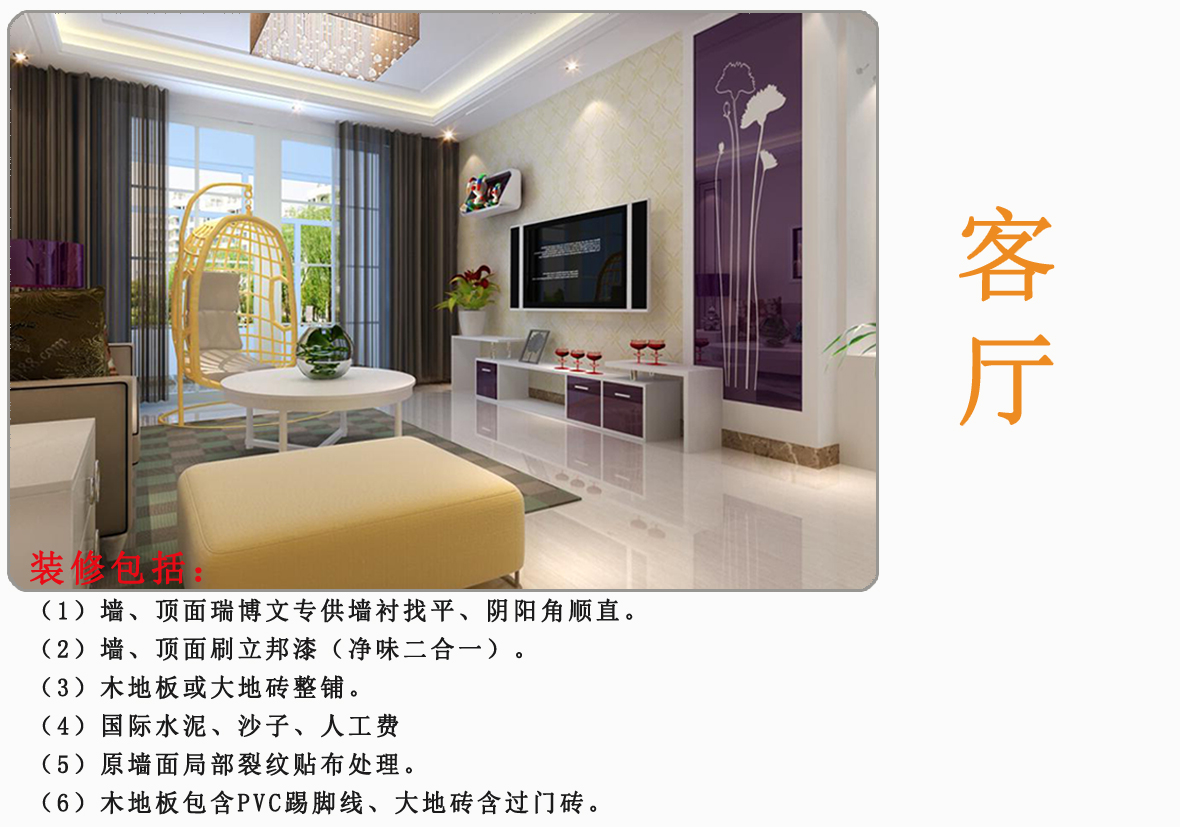 客厅
装修包括：
（1）墙、顶面瑞博文专供墙衬找平、阴阳角顺直。
（2）墙、顶面刷立邦漆（净味二合一）。
（3）木地板或大地砖整铺。
（4）国际水泥、沙子、人工费
（5）原墙面局部裂纹贴布处理。
（6）木地板包含PVC踢脚线、大地砖含过门砖。